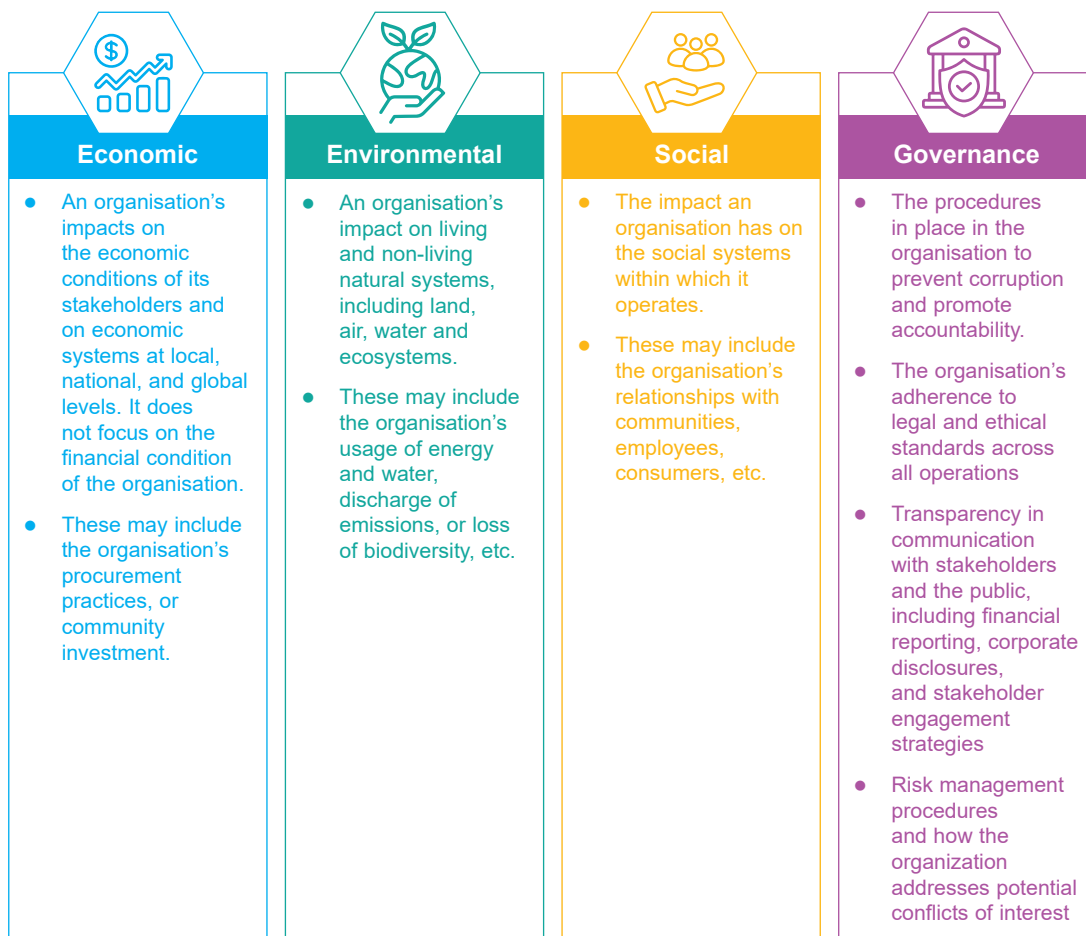 $
Economic
An organisation's
impacts on
the economic
conditions of its
stakeholders and
on economic
systems at local,
national, and global
levels. It does
not focus on the
financial condition
of the organisation.
These may include
the organisation's
procurement
practices, or
community
investment.
Environmental
An organisation's
impact on living
and non-living
natural systems,
including land,
air, water and
ecosystems.
These may include
the organisation's
usage of energy
and water,
discharge of
emissions, or loss
of biodiversity, etc.
Social
The impact an
organisation has on
the social systems
within which it
operates.
These may include
the organisation's
relationships with
communities,
employees,
consumers, etc.
Governance
The procedures
in place in the
organisation to
prevent corruption
and promote
accountability.
The organisation's
adherence to
legal and ethical
standards across
all operations
Transparency in
communication
with stakeholders
and the public,
including financial
reporting, corporate
disclosures,
and stakeholder
engagement
strategies
Risk management
procedures
and how the
organization
addresses potential
conflicts of interest